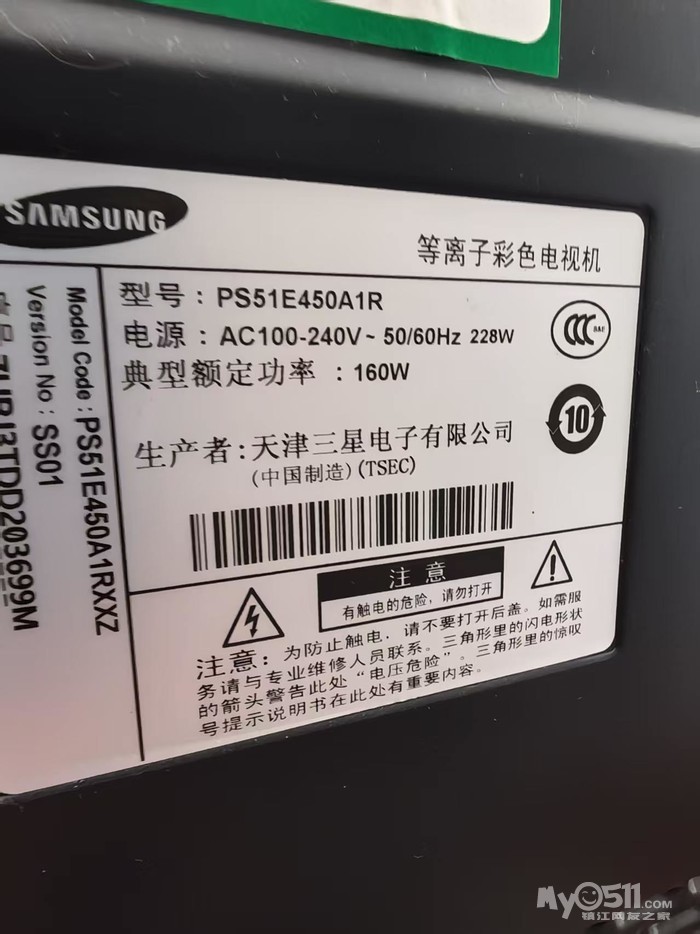 SAMSUNG
等离子彩色电视机
型号：PS51E450A1R
电源：AC100-240V~ 50/60Hz 228W
典型额定功率：160W
CCC
S&E
10
生产者:天津三星电子有限公司
(中国制造)(TSEC)
注 意
有触电的危险，请勿打开
注意：为防止触电．请不要打开后盖。如需服
务请与专业维修人员联系。三角形里的闪电形状
的箭头警告此处“电压危险”。三角形里的惊叹
号提示说明书在此处有重要内容。
Model Code : PS51E450A1RXXZ
Version No : SS01
MY0511.COM
镇江网友之家